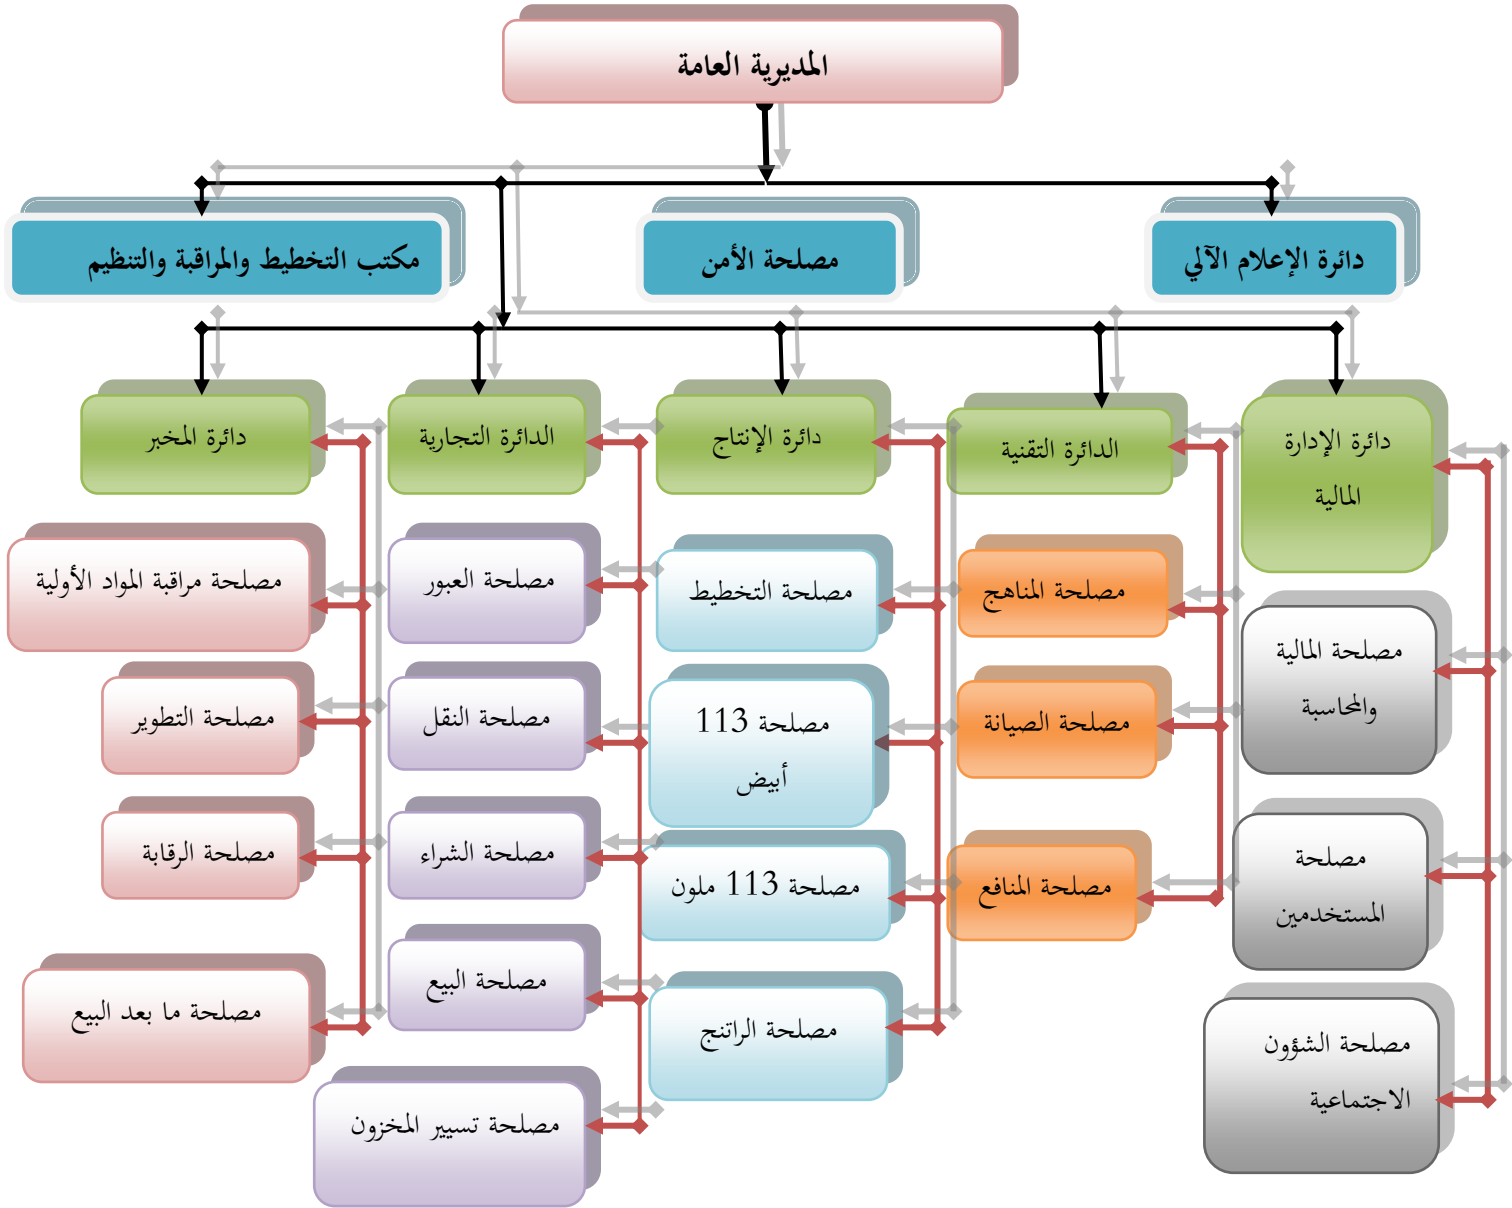 المديرية العامة
دائرة الإعلام الآلي
مصلحة الأمن
مكتب التخطيط والمراقبة والتنظيم
دائرة الإدارة
المالية
الدائرة التقنية
دائرة الإنتاج
الدائرة التجارية
دائرة المخبر
مصلحة المالية
والمحاسبة
مصلحة
المستخدمين
مصلحة الشؤون
الاجتماعية
مصلحة المناهج
مصلحة الصيانة
مصلحة المنافع
مصلحة التخطيط
مصلحة 113
أبيض
مصلحة 113 ملون
مصلحة الراتنج
مصلحة العبور
مصلحة النقل
مصلحة الشراء
مصلحة البيع
مصلحة تسيير المخزون
مصلحة مراقبة المواد الأولية
مصلحة التطوير
مصلحة الرقابة
مصلحة ما بعد البيع